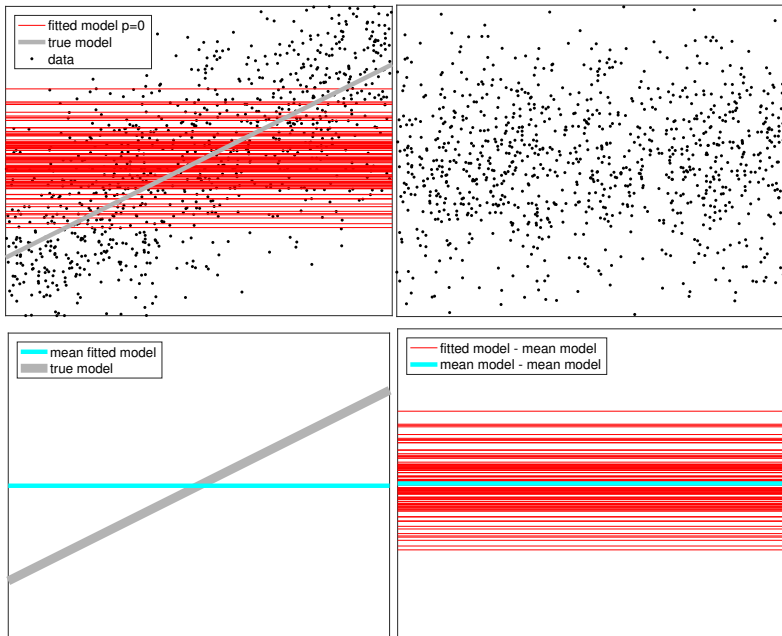 fitted model p=0
true model
data
mean fitted model
true model
fitted model - mean model
mean model - mean model